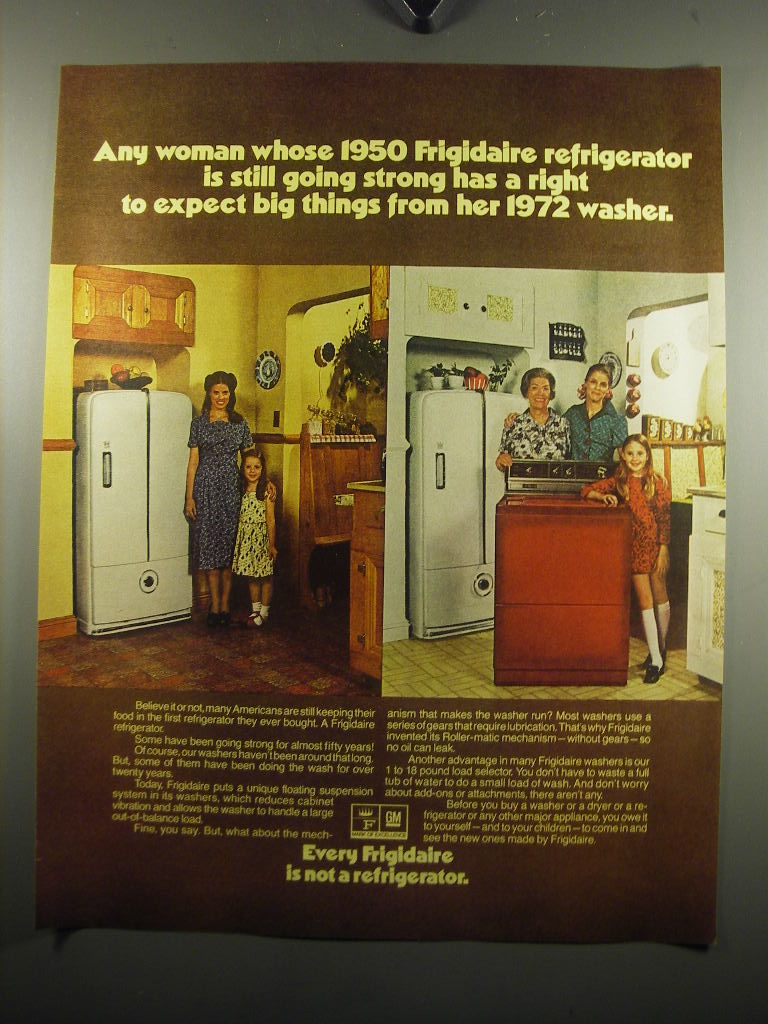 Any woman whose 1950 Frigidaire refrigerator
is still going strong has a right
to expect big things from her 1972 washer.
Believe it or not, many Americans are still keeping their
food in the first refrigerator they ever bought. A Frigidaire
refrigerator.
Some have been going strong for almost fifty years!
Of course, our washers haven't been around that long.
But, some of them have been doing the wash for over
twenty years.
Today, Frigidaire puts a unique floating suspension
system in its washers, which reduces cabinet
vibration and allows the washer to handle a large
out-of-balance load.
Fine, you say. But, what about the mech-
anism that makes the washer run? Most washers use a
series of gears that require lubrication. That's why Frigidaire
invented its Roller-matic mechanism — without gears — so
no oil can leak.
Another advantage in many Frigidaire washers is our
1 to 18 pound load selector. You don't have to waste a full
tub of water to do a small load of wash. And don't worry
about add-ons or attachments, there aren't any.
Before you buy a washer or a dryer or a re-
frigerator or any other major appliance, you owe it
to yourself — and to your children — to come in and
see the new ones made by Frigidaire.
F GM
MARK OF EXCELLENCE
Every Frigidaire
is not a refrigerator.